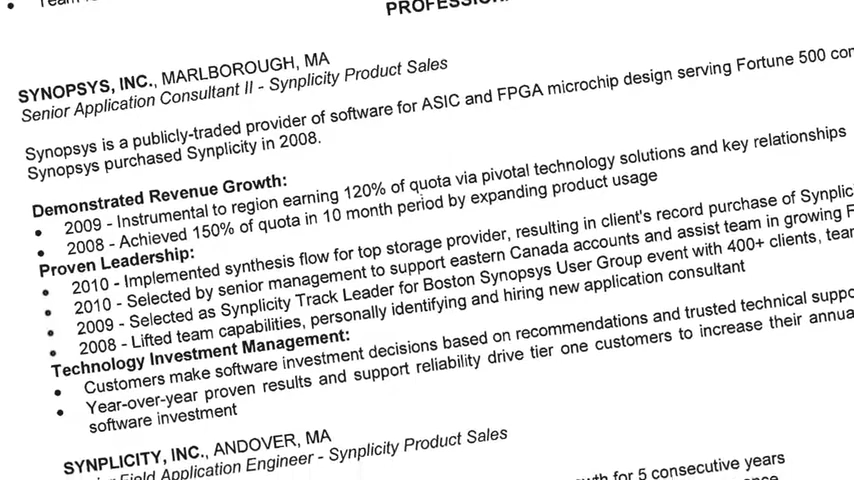 • Team
PROFESSION
SYNOPSYS, INC., MARLBOROUGH, MA
Senior Application Consultant II - Synplicity Product Sales
Synopsys is a publicly-traded provider of software for ASIC and FPGA microchip design serving Fortune 500
Synopsys purchased Synplicity in 2008.
Demonstrated Revenue Growth:
• 2009 - Instrumental to region earning 120% of quota via pivotal technology solutions and key relationships
• 2008 - Achieved 150% of quota in 10 month period by expanding product usage
Proven Leadership:
• 2010 - Implemented synthesis flow for top storage provider, resulting in client's record purchase of Synplic
• 2010 - Selected by senior management to support eastern Canada accounts and assist team in growing F
• 2009 - Selected as Synplicity Track Leader for Boston Synopsys User Group event with 400+ clients, tea
• 2008 - Lifted team capabilities, personally identifying and hiring new application consultant
Technology Investment Management:
• Customers make software investment decisions based on recommendations and trusted technical suppo
• Year-over-year proven results and support reliability drive tier one customers to increase their annua
software investment
SYNPLICITY, INC., ANDOVER, MA
Field Application Engineer - Synplicity Product Sales
for 5 consecutive years